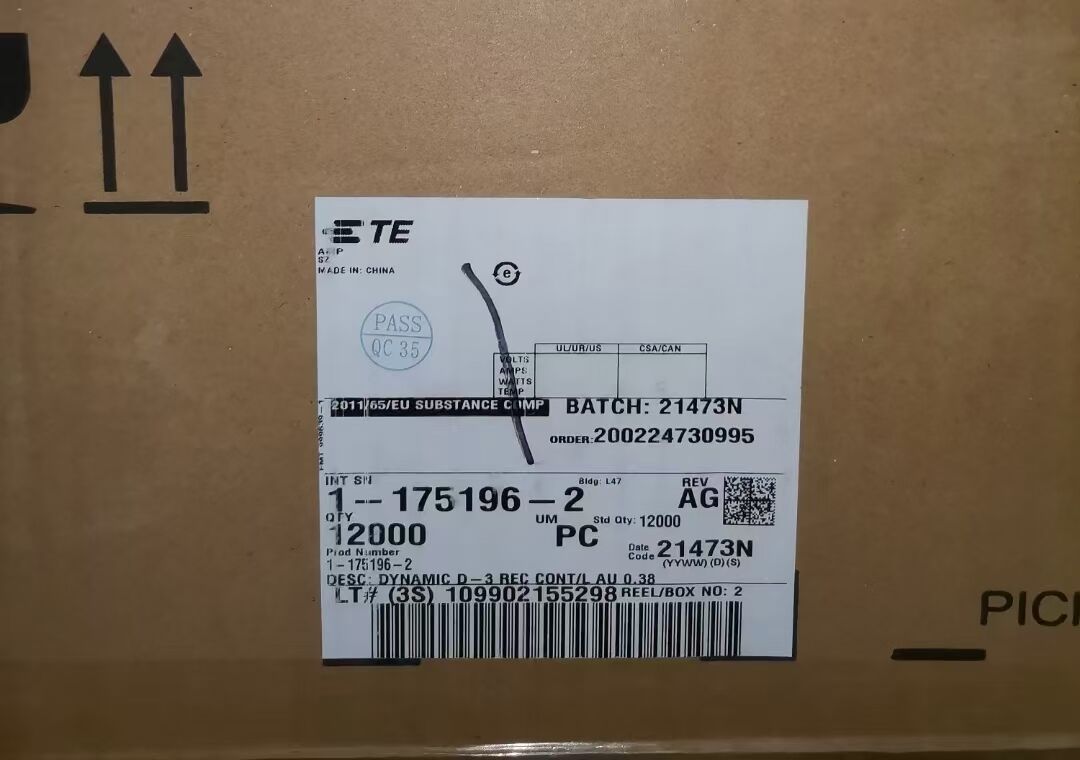 TE
AMP
SZ
MADE IN: CHINA
e
PASS
QC 35
UL/UR/US CSA/CAN
VOLTS
AMPS
WATTS
TEMP
2011/65/EU SUBSTANCE COMP
BATCH: 21473N
ORDER:200224730995
INT SN
Bldg: L47
REV
1--175196-2
AG
QTY
12000
UM
PC
Std Qty: 12000
Date Code 21473N
(YYWW) (D) (S)
Prod Number
1-175196-2
DESC: DYNAMIC D-3 REC CONT/L AU 0.38
LT# (3S) 109902155298 REEL/BOX NO: 2
PIC